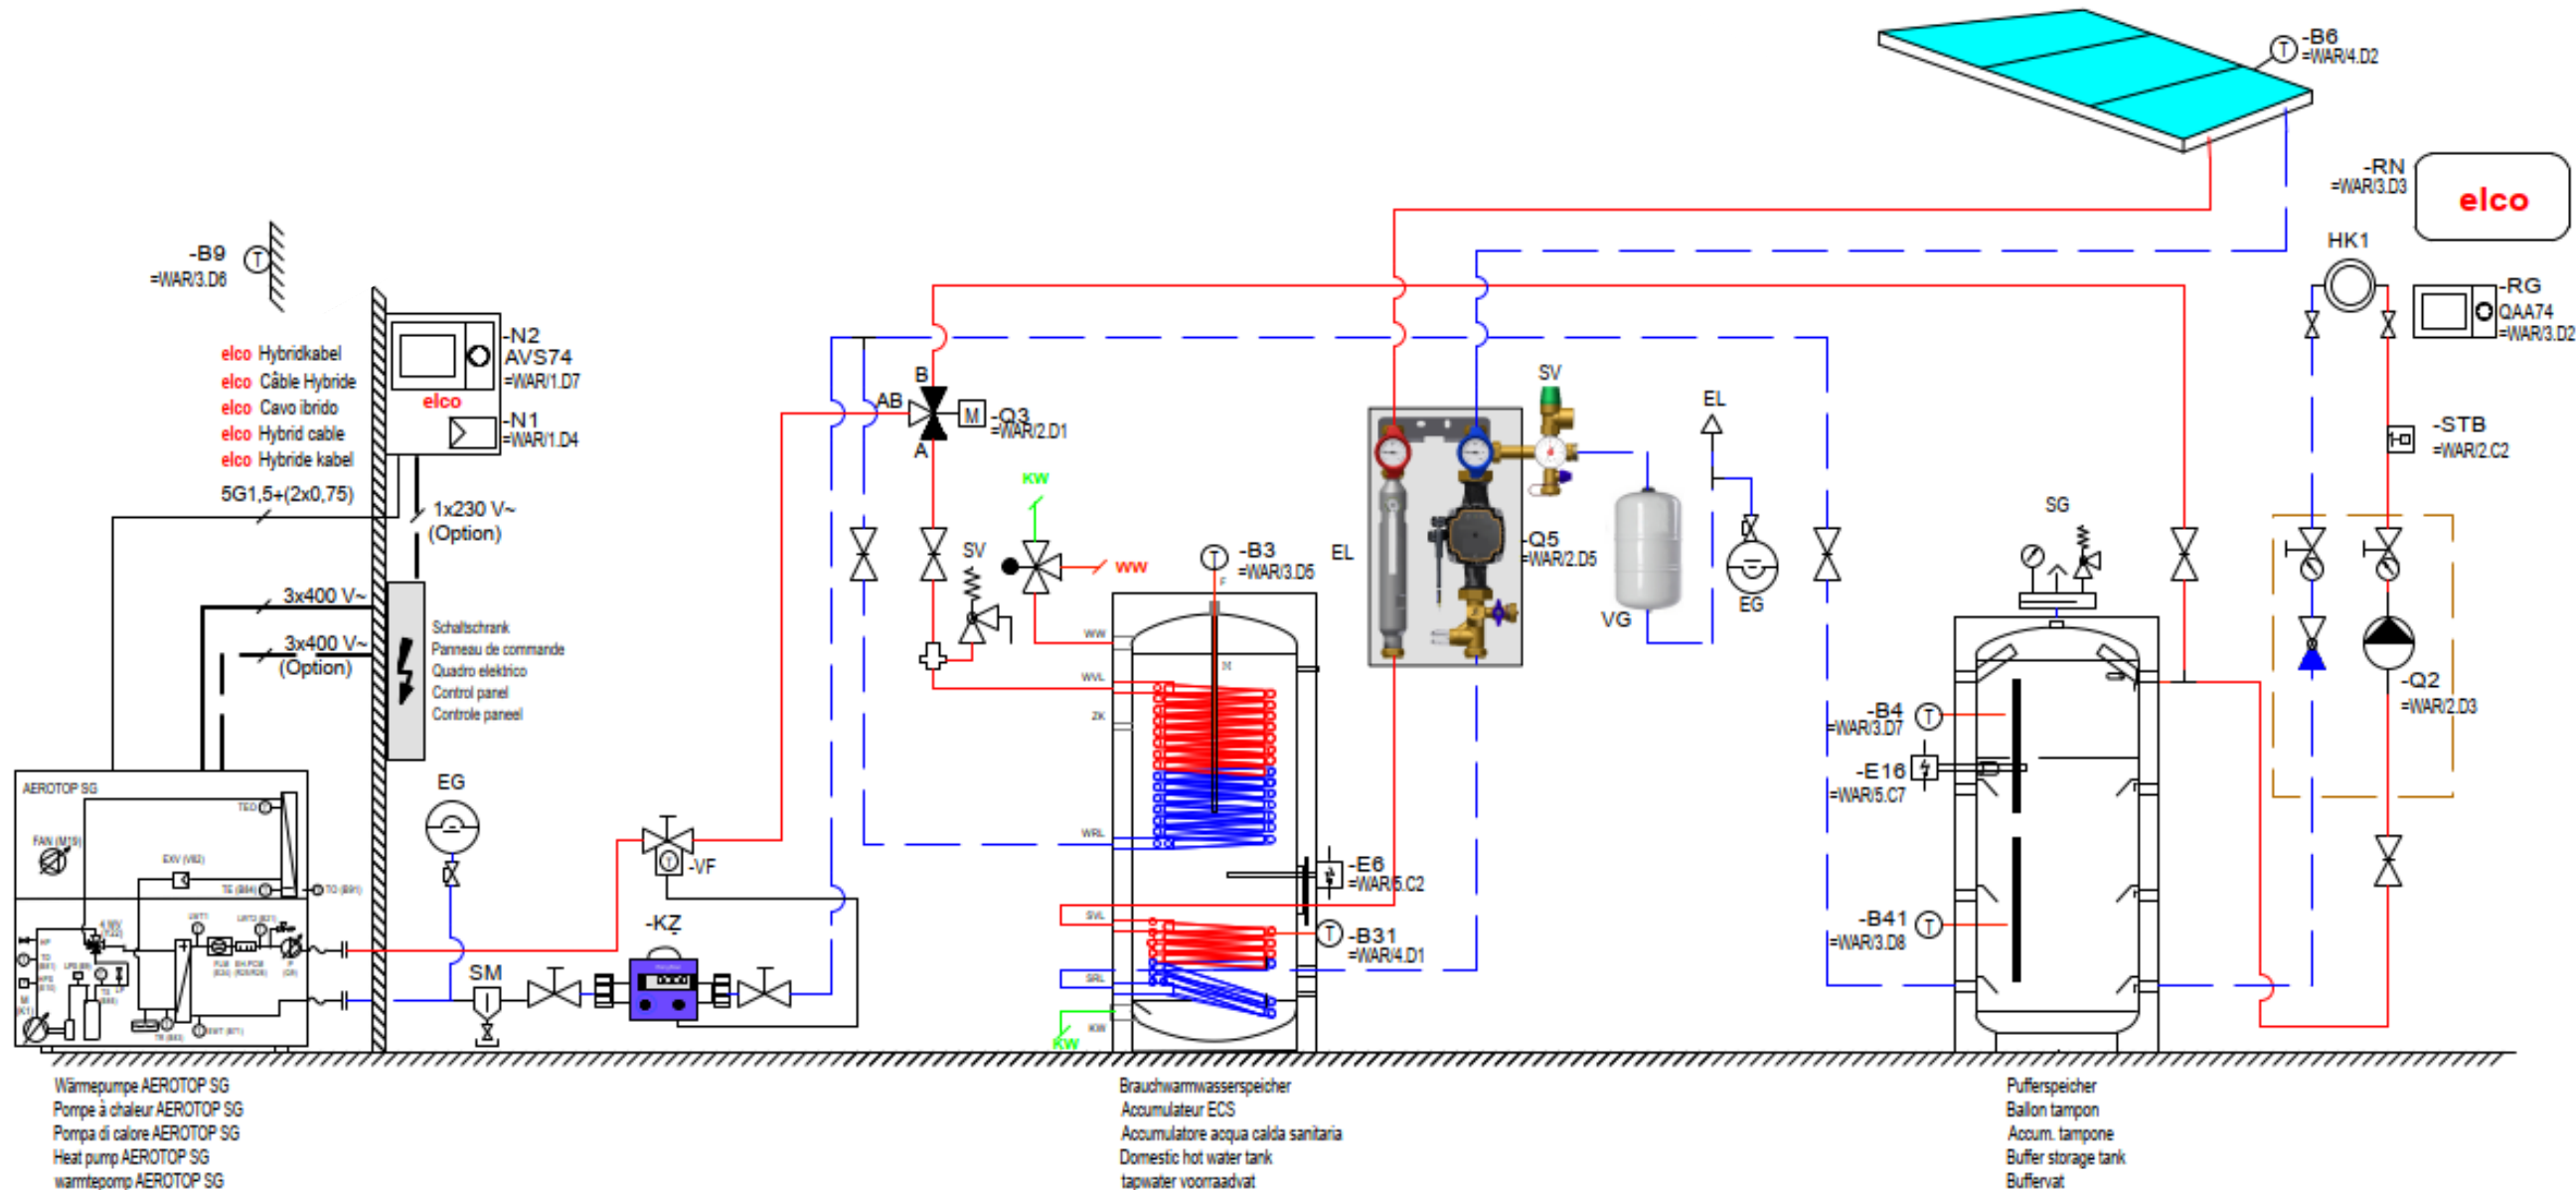 -B6
=WAR/4.D2
-RN
=WAR/3.D3
elco
HK1
-RG
QAA74
=WAR/3.D2
-B9
=WAR/3.D6
elco Hybridkabel
elco Câble Hybride
elco Cavo ibrido
elco Hybrid cable
elco Hybride kabel
5G1,5+(2x0,75)
-N2
AVS74
=WAR/1.D7
elco
-N1
=WAR/1.D4
1x230 V~
(Option)
3x400 V~
3x400 V~
(Option)
Schaltschrank
Panneau de commande
Quadro elektrico
Control panel
Controle paneel
B
AB
M
-Q3
=WAR/2.D1
A
KW
WW
SV
-B3
=WAR/3.D5
F
M
EL
SV
-Q5
=WAR/2.D5
EL
VG
EG
SG
-STB
=WAR/2.C2
-Q2
=WAR/2.D3
-B4
=WAR/3.D7
-E16
=WAR/5.C7
-B41
=WAR/3.D8
WW
WVL
ZK
WRL
SVL
SRL
KW
KW
-E6
=WAR/5.C2
-B31
=WAR/4.D1
EG
-VF
-KZ
SM
AEROTOP SG
TEO
FAN (M19)
EXV (V82)
TE (B84)
TO (B91)
Wärmepumpe AEROTOP SG
Pompe à chaleur AEROTOP SG
Pompa di calore AEROTOP SG
Heat pump AEROTOP SG
warmtepomp AEROTOP SG
Brauchwarmwasserspeicher
Accumulateur ECS
Accumulatore acqua calda sanitaria
Domestic hot water tank
tapwater voorraadvat
Pufferspeicher
Ballon tampon
Accum. tampone
Buffer storage tank
Buffervat